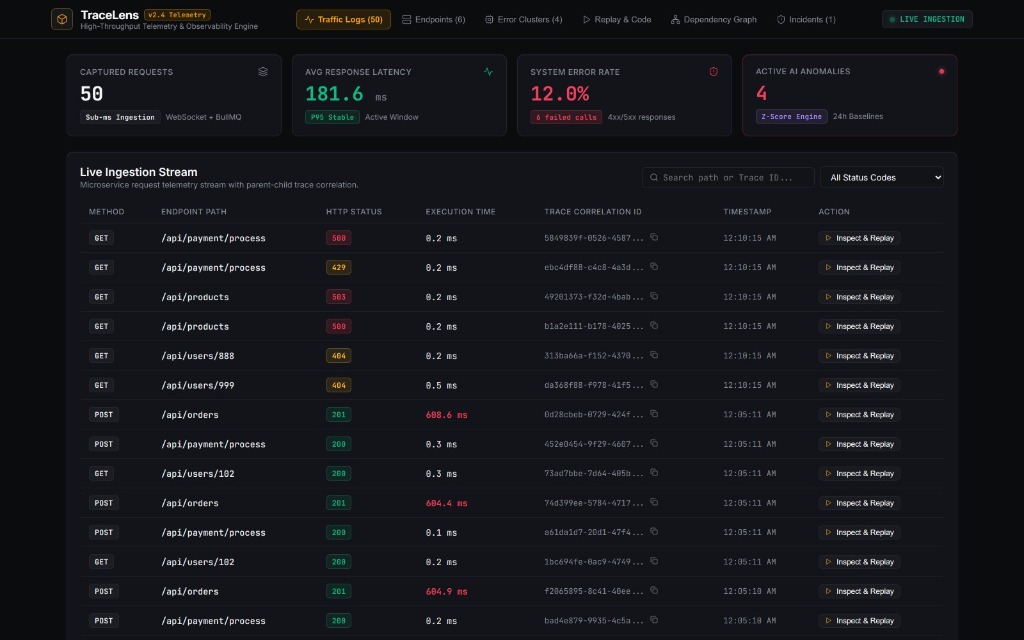 TraceLens v2.4 Telemetry
High-Throughput Telemetry & Observability Engine
Traffic Logs (50) Endpoints (6) Error Clusters (4) Replay & Code Dependency Graph Incidents (1)
LIVE INGESTION
CAPTURED REQUESTS
50
Sub-ms Ingestion WebSocket + BullMQ
AVG RESPONSE LATENCY
181.6 ms
P95 Stable Active Window
SYSTEM ERROR RATE
12.0%
6 failed calls 4xx/5xx responses
ACTIVE AI ANOMALIES
4
Z-Score Engine 24h Baselines
Live Ingestion Stream
Microservice request telemetry stream with parent-child trace correlation.
Search path or Trace ID... All Status Codes
METHOD ENDPOINT PATH HTTP STATUS EXECUTION TIME TRACE CORRELATION ID TIMESTAMP ACTION
GET /api/payment/process 500 0.2 ms 5849839f-0526-4587... 12:10:15 AM Inspect & Replay
GET /api/payment/process 429 0.2 ms ebc4df88-c4c8-4a3d... 12:10:15 AM Inspect & Replay
GET /api/products 503 0.2 ms 49201373-f32d-4bab... 12:10:15 AM Inspect & Replay
GET /api/products 500 0.2 ms b1a2e111-b178-4025... 12:10:15 AM Inspect & Replay
GET /api/users/888 404 0.2 ms 313ba66a-f152-4370... 12:10:15 AM Inspect & Replay
GET /api/users/999 404 0.5 ms da368f88-f978-41f5... 12:10:15 AM Inspect & Replay
POST /api/orders 201 608.6 ms 0d28cbeb-0729-424f... 12:05:11 AM Inspect & Replay
POST /api/payment/process 200 0.3 ms 452e0454-9f29-4607... 12:05:11 AM Inspect & Replay
GET /api/users/102 200 0.3 ms 73ad7bbe-7d64-405b... 12:05:11 AM Inspect & Replay
POST /api/orders 201 604.4 ms 74d399ee-5784-4717... 12:05:11 AM Inspect & Replay
POST /api/payment/process 200 0.1 ms a61da1d7-20d1-47f4... 12:05:11 AM Inspect & Replay
GET /api/users/102 200 0.2 ms 1bc694fe-0ac9-4749... 12:05:11 AM Inspect & Replay
POST /api/orders 201 604.9 ms f2065895-8c41-40ee... 12:05:10 AM Inspect & Replay
POST /api/payment/process 200 0.2 ms bad4e879-9935-4c5a... 12:05:10 AM Inspect & Replay